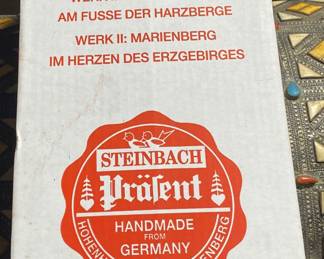 AM FUSSE DER HARZBERGE
WERK II: MARIENBERG
IM HERZEN DES ERZGEBIRGES
STEINBACH
Präsent
HANDMADE
FROM
GERMANY